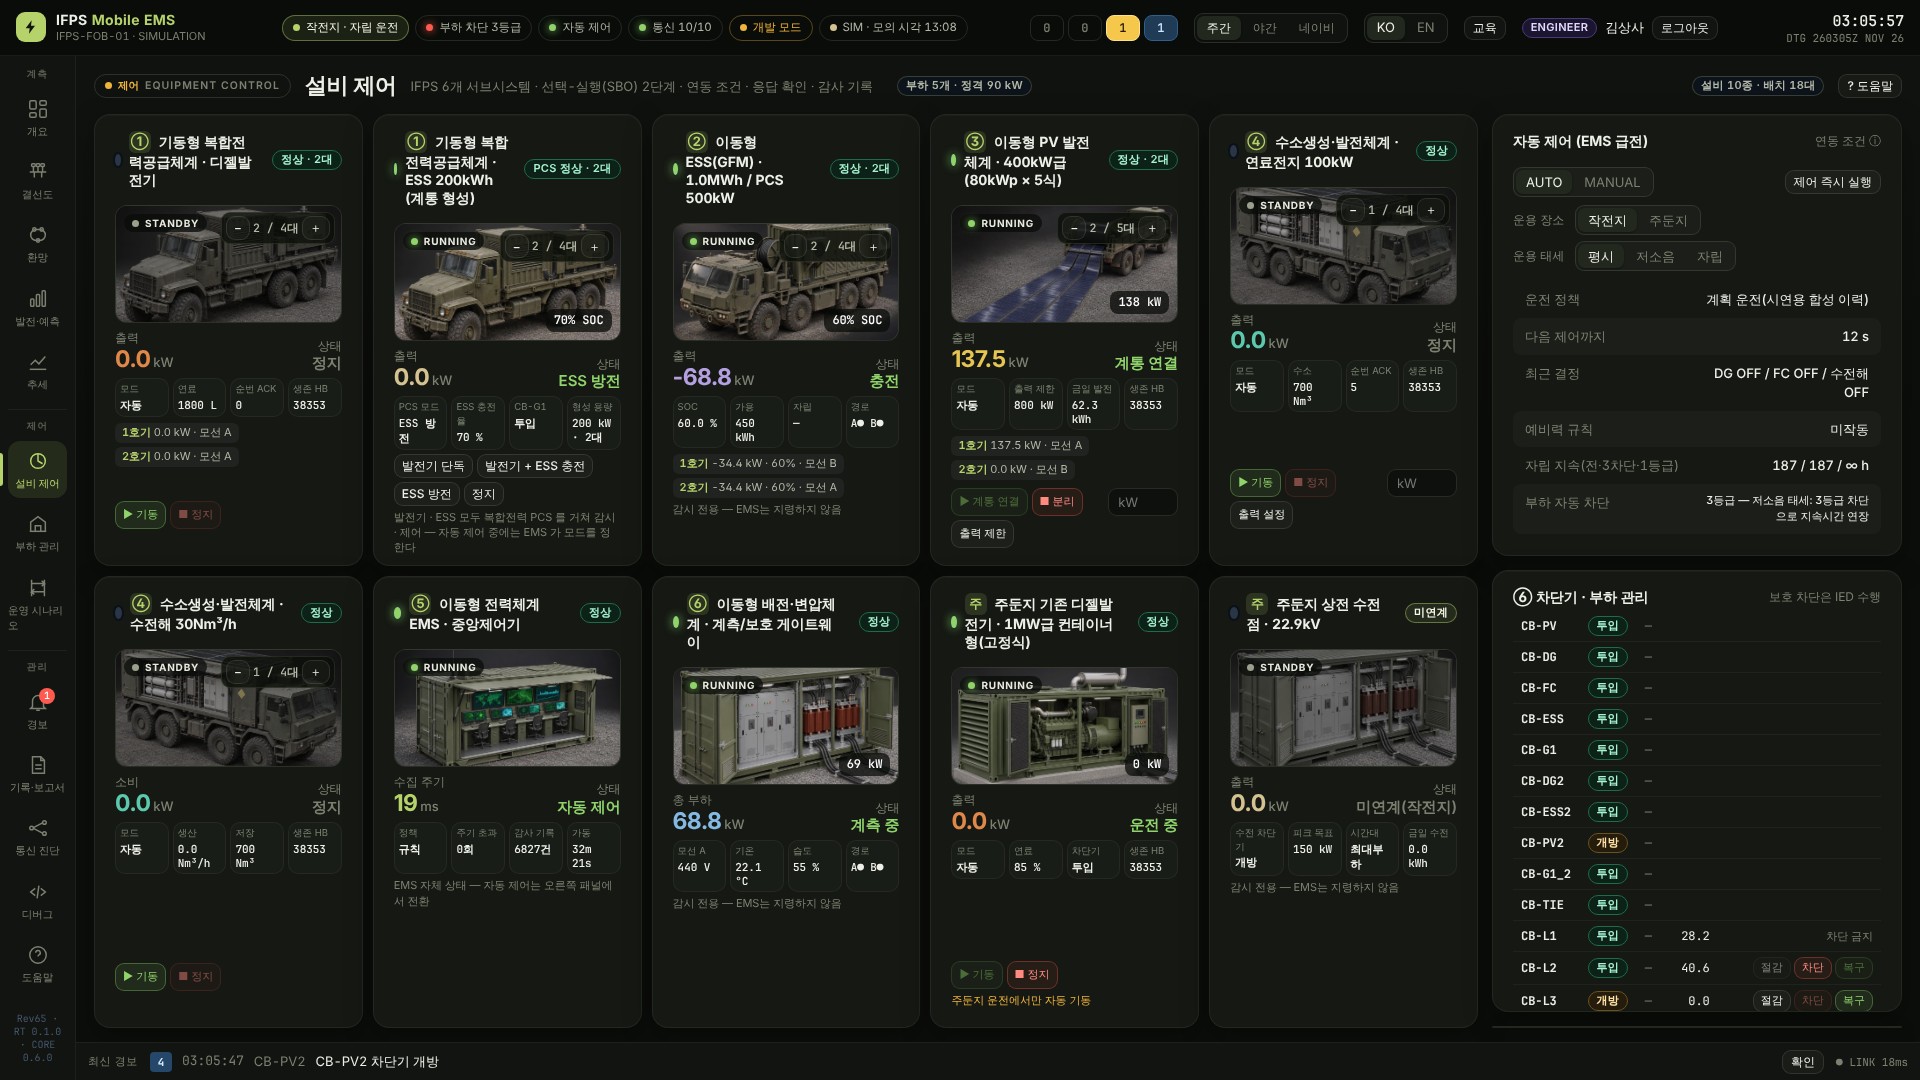 IFPS Mobile EMS
IFPS-FOB-01 · SIMULATION
작전지 · 자립 운전
부하 차단 3등급
자동 제어
통신 10/10
개발 모드
SIM · 모의 시각 13:08
0
0
1
1
주간 야간 네이비
KO EN
교육
ENGINEER 김상사
로그아웃
03:05:57
DTG 260305Z NOV 26
계측
개요
결선도
환망
발전·예측
추세
제어
설비 제어
부하 관리
운영 시나리
오
관리
1
경보
기록·보고서
통신 진단
디버그
도움말
Rev65 ·
RT 0.1.0
· CORE
0.6.0
제어 EQUIPMENT CONTROL
설비 제어
IFPS 6개 서브시스템 · 선택-실행(SBO) 2단계 · 연동 조건 · 응답 확인 · 감사 기록
부하 5개 · 정격 90 kW
설비 10종 · 배치 18대
? 도움말
① 기동형 복합전
력공급체계 · 디젤발
전기
정상 · 2대
STANDBY
− 2 / 4대 +
출력
0.0 kW
상태
정지
모드
자동
연료
1800 L
순번 ACK
0
생존 HB
38353
1호기 0.0 kW · 모선 A
2호기 0.0 kW · 모선 A
▶ 기동
■ 정지
① 기동형 복합
전력공급체계 ·
ESS 200kWh
(계통 형성)
PCS 정상 · 2대
RUNNING
− 2 / 4대 +
70% SOC
출력
0.0 kW
상태
ESS 방전
PCS 모드
ESS 방
전
ESS 충전
율
70 %
CB-G1
투입
형성 용량
200 kW
· 2대
발전기 단독
발전기 + ESS 충전
ESS 방전
정지
발전기 · ESS 모두 복합전력 PCS 를 거쳐 감시
· 제어 — 자동 제어 중에는 EMS 가 모드를 정
한다
② 이동형
ESS(GFM) ·
1.0MWh / PCS
500kW
정상 · 2대
RUNNING
− 2 / 4대 +
60% SOC
출력
-68.8 kW
상태
충전
SOC
60.0 %
가용
450
kWh
자립
—
경로
A● B●
1호기 -34.4 kW · 60% · 모선 B
2호기 -34.4 kW · 60% · 모선 A
감시 전용 — EMS는 지령하지 않음
③ 이동형 PV 발전
체계 · 400kW급
(80kWp × 5식)
정상 · 2대
RUNNING
− 2 / 5대 +
138 kW
출력
137.5 kW
상태
계통 연결
모드
자동
출력 제한
800 kW
금일 발전
62.3
kWh
생존 HB
38353
1호기 137.5 kW · 모선 A
2호기 0.0 kW · 모선 B
▶ 계통 연결
■ 분리
kW
출력 제한
④ 수소생성·발전체계 ·
연료전지 100kW
정상
STANDBY
− 1 / 4대 +
출력
0.0 kW
상태
정지
모드
자동
수소
700
Nm³
순번 ACK
5
생존 HB
38353
▶ 기동
■ 정지
kW
출력 설정
④ 수소생성·발전체계 ·
수전해 30Nm³/h
정상
STANDBY
− 1 / 4대 +
소비
0.0 kW
상태
정지
모드
자동
생산
0.0
Nm³/h
저장
700
Nm³
생존 HB
38353
▶ 기동
■ 정지
⑤ 이동형 전력체계
EMS · 중앙제어기
정상
RUNNING
수집 주기
19 ms
상태
자동 제어
정책
규칙
주기 초과
0회
감사 기록
6827건
가동
32m
21s
EMS 자체 상태 — 자동 제어는 오른쪽 패널에
서 전환
⑥ 이동형 배전·변압체
계 · 계측/보호 게이트웨
이
정상
RUNNING
69 kW
총 부하
68.8 kW
상태
계측 중
모선 A
440 V
기온
22.1
°C
습도
55 %
경로
A● B●
감시 전용 — EMS는 지령하지 않음
주 주둔지 기존 디젤발
전기 · 1MW급 컨테이너
형(고정식)
정상
RUNNING
0 kW
출력
0.0 kW
상태
운전 중
모드
자동
연료
85 %
차단기
투입
생존 HB
38353
▶ 기동
■ 정지
주둔지 운전에서만 자동 기동
주 주둔지 상전 수전
점 · 22.9kV
미연계
STANDBY
출력
0.0 kW
상태
미연계(작전지)
수전 차단
기
개방
피크 목표
150 kW
시간대
최대부
하
금일 수전
0.0
kWh
감시 전용 — EMS는 지령하지 않음
자동 제어 (EMS 급전)
연동 조건 ⓘ
AUTO MANUAL
제어 즉시 실행
운용 장소 작전지 주둔지
운용 태세 평시 저소음 자립
운전 정책 계획 운전(시연용 합성 이력)
다음 제어까지 12 s
최근 결정 DG OFF / FC OFF / 수전해
OFF
예비력 규칙 미작동
자립 지속(전·3차단·1등급) 187 / 187 / ∞ h
부하 자동 차단 3등급 — 저소음 태세: 3등급 차단
으로 지속시간 연장
⑥ 차단기 · 부하 관리
보호 차단은 IED 수행
CB-PV 투입 —
CB-DG 투입 —
CB-FC 투입 —
CB-ESS 투입 —
CB-G1 투입 —
CB-DG2 투입 —
CB-ESS2 투입 —
CB-PV2 개방 —
CB-G1_2 투입 —
CB-TIE 투입 —
CB-L1 투입 — 28.2 차단 금지
CB-L2 투입 — 40.6 절감 차단 복구
CB-L3 개방 — 0.0 절감 차단 복구
최신 경보 4 03:05:47 CB-PV2 CB-PV2 차단기 개방
확인
LINK 18ms